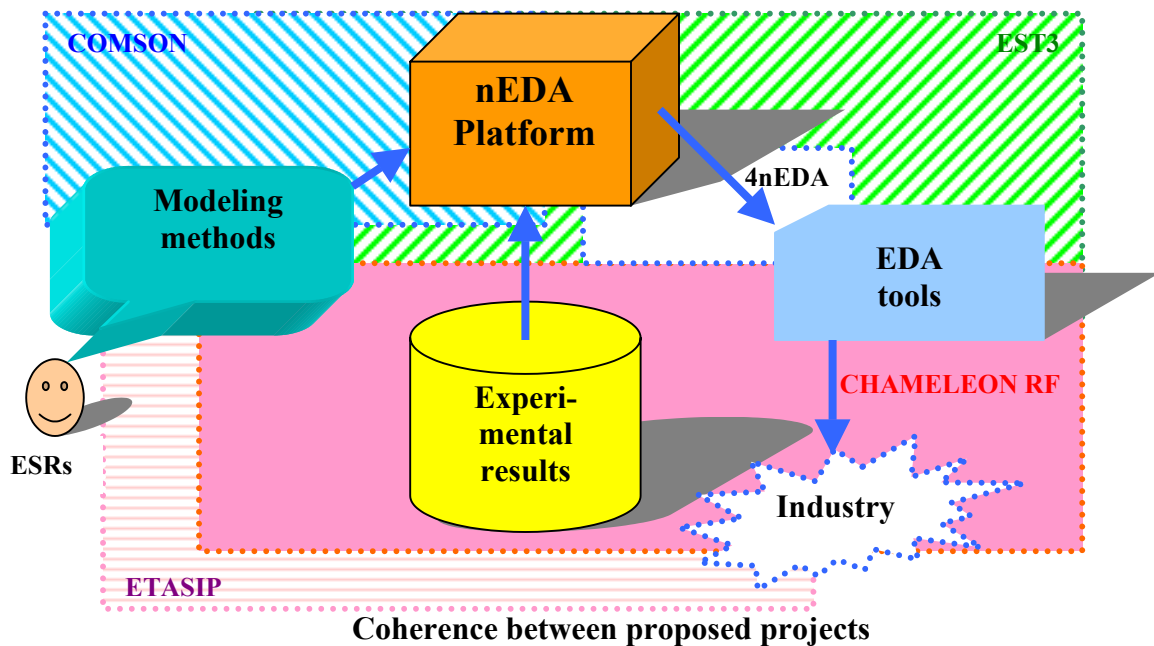 COMSON
EST3
nEDA
Platform
4nEDA
Modeling
methods
EDA
tools
CHAMELEON RF
Experi-
mental
results
ESRs
Industry
ETASIP
Coherence between proposed projects